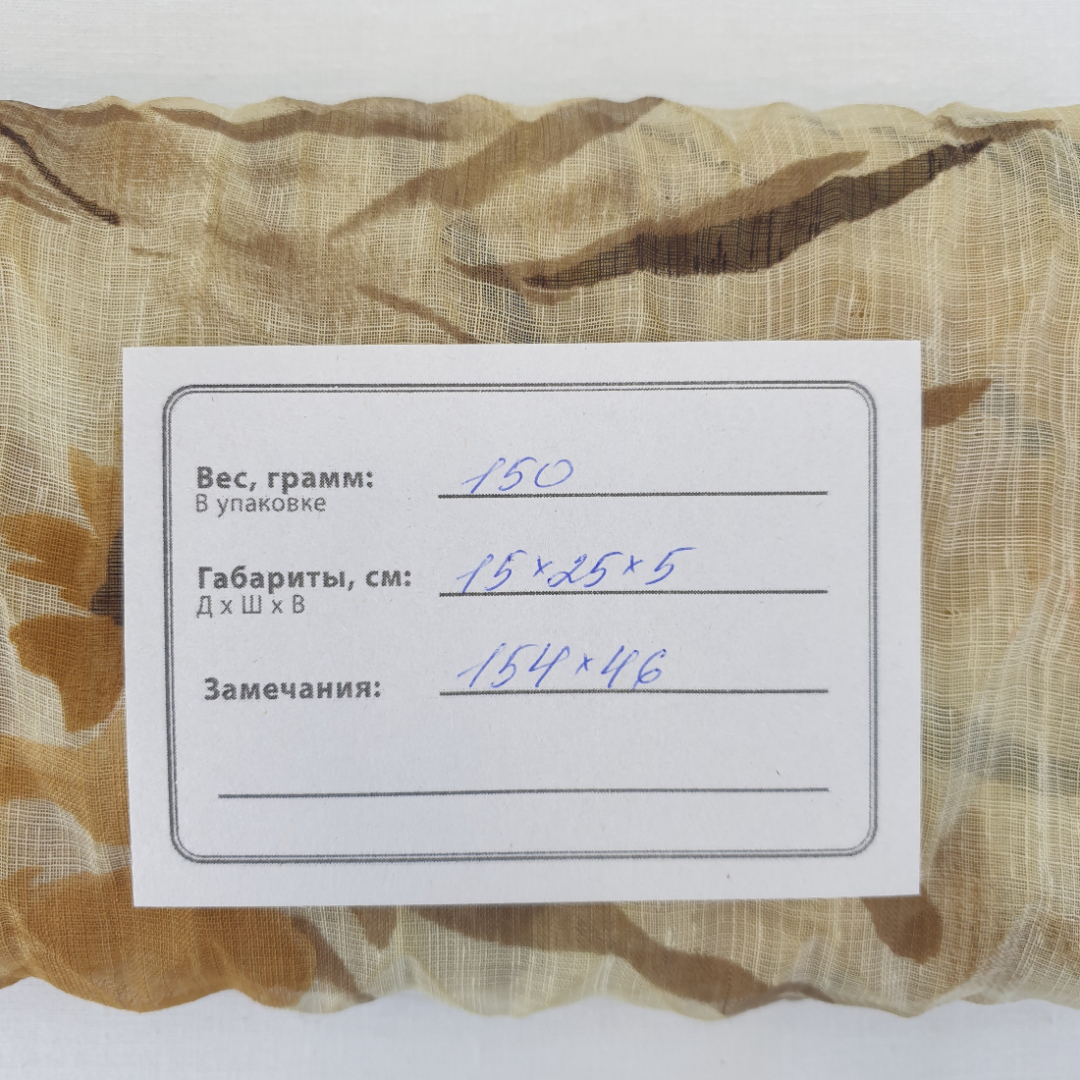 Вес, грамм: 150
В упаковке
Габариты, см: 15×25×5
Д х Ш х В
Замечания: 154×46